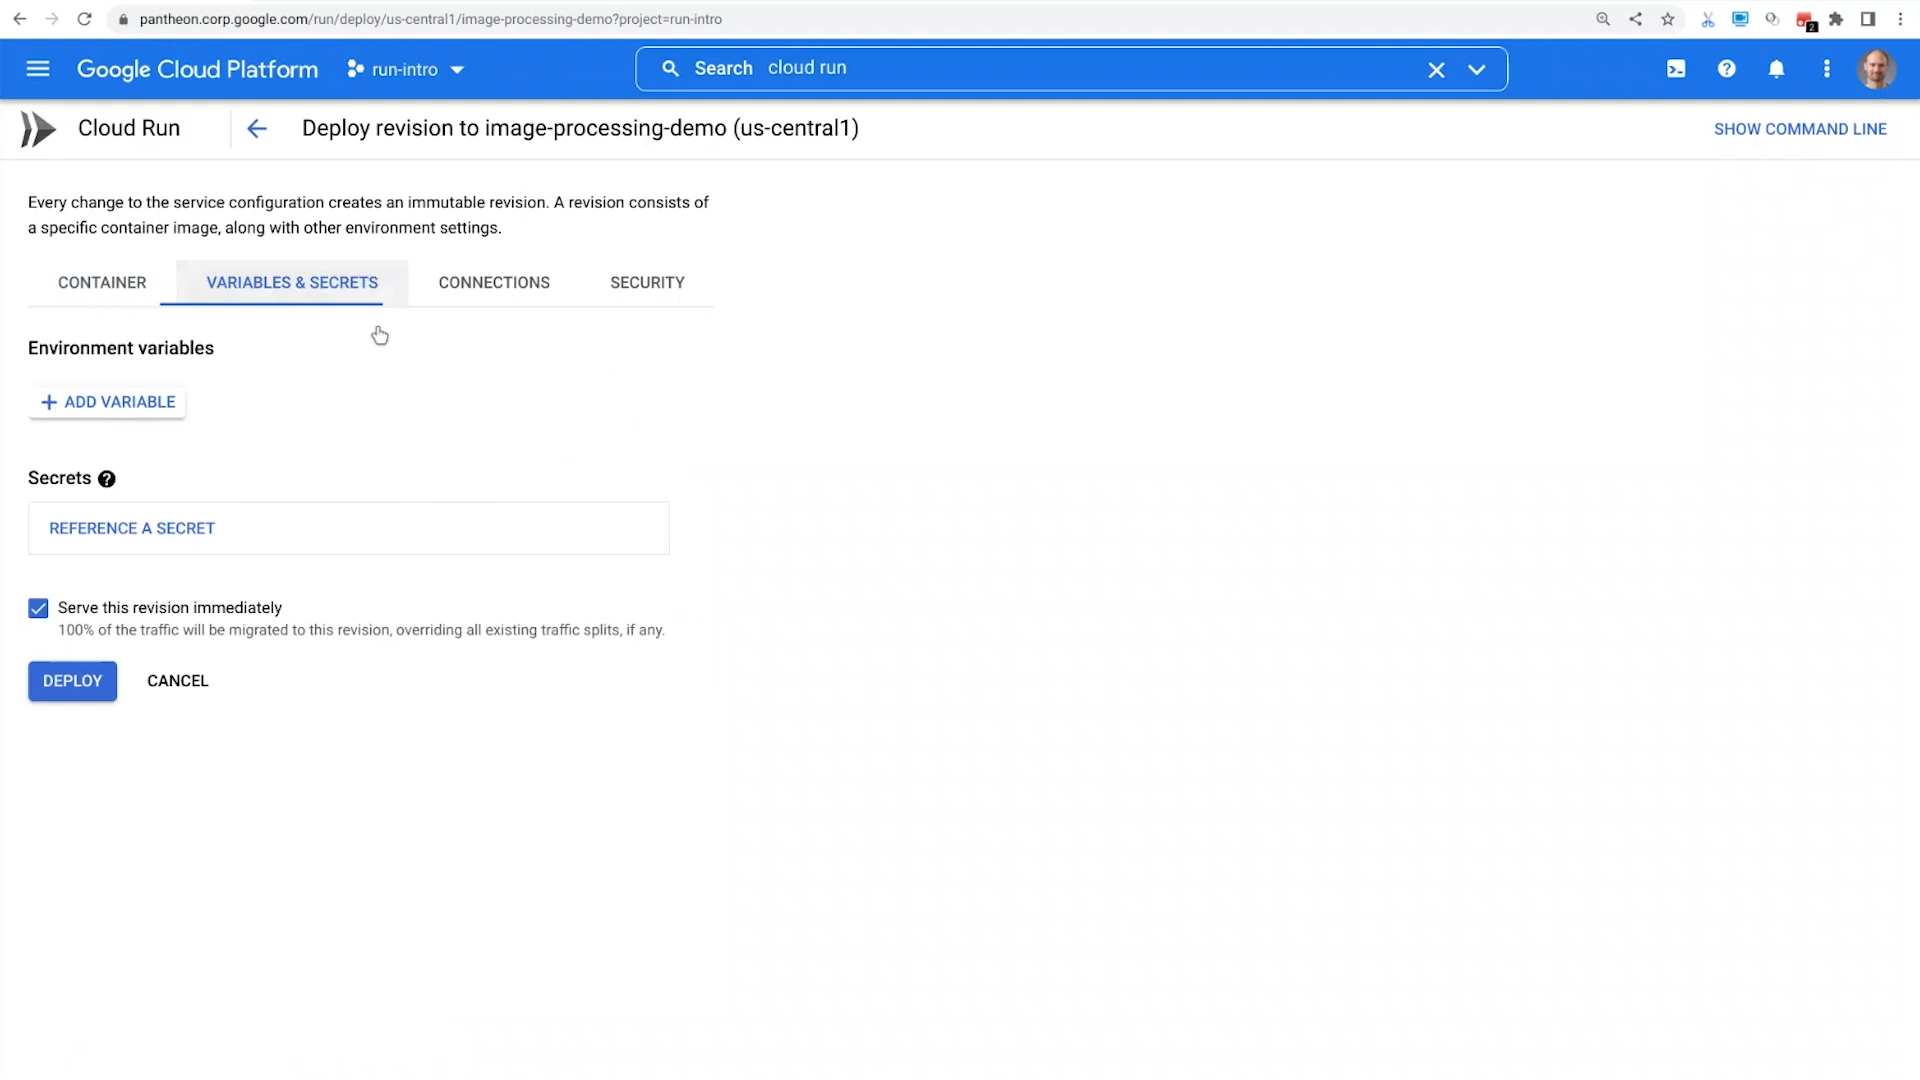 pantheon.corp.google.com/run/deploy/us-central1/image-processing-demo?project=run-intro
2
Google Cloud Platform
run-intro
Search cloud run
Cloud Run
Deploy revision to image-processing-demo (us-central1)
SHOW COMMAND LINE
Every change to the service configuration creates an immutable revision. A revision consists of
a specific container image, along with other environment settings.
CONTAINER
VARIABLES & SECRETS
CONNECTIONS
SECURITY
Environment variables
+ ADD VARIABLE
Secrets ?
REFERENCE A SECRET
Serve this revision immediately
100% of the traffic will be migrated to this revision, overriding all existing traffic splits, if any.
DEPLOY
CANCEL